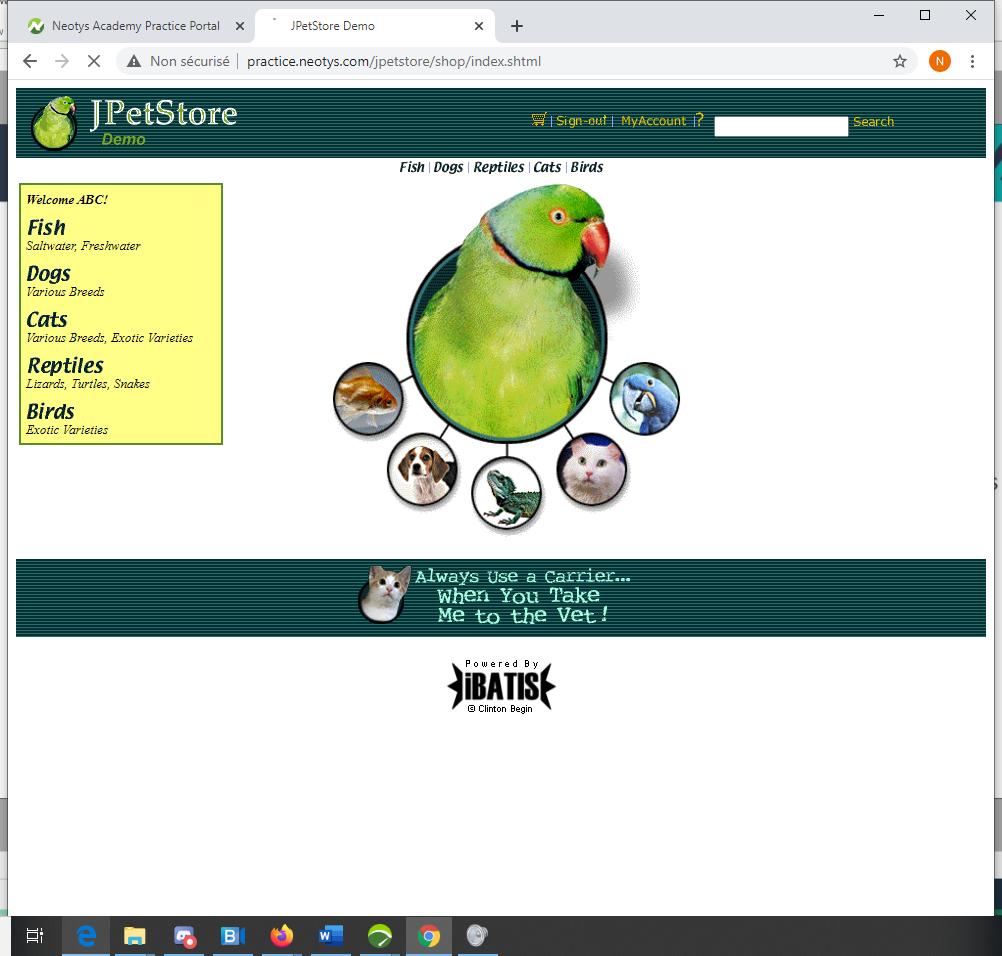 Neotys Academy Practice Portal
JPetStore Demo
Non sécurisé
practice.neotys.com/jpetstore/shop/index.shtml
N
JPetStore
Demo
| Sign-out | MyAccount | ?
Search
Fish | Dogs | Reptiles | Cats | Birds
Welcome ABC!
Fish
Saltwater, Freshwater
Dogs
Various Breeds
Cats
Various Breeds, Exotic Varieties
Reptiles
Lizards, Turtles, Snakes
Birds
Exotic Varieties
Always Use a Carrier...
When You Take
Me to the Vet!
Powered By
iBATIS
© Clinton Begin